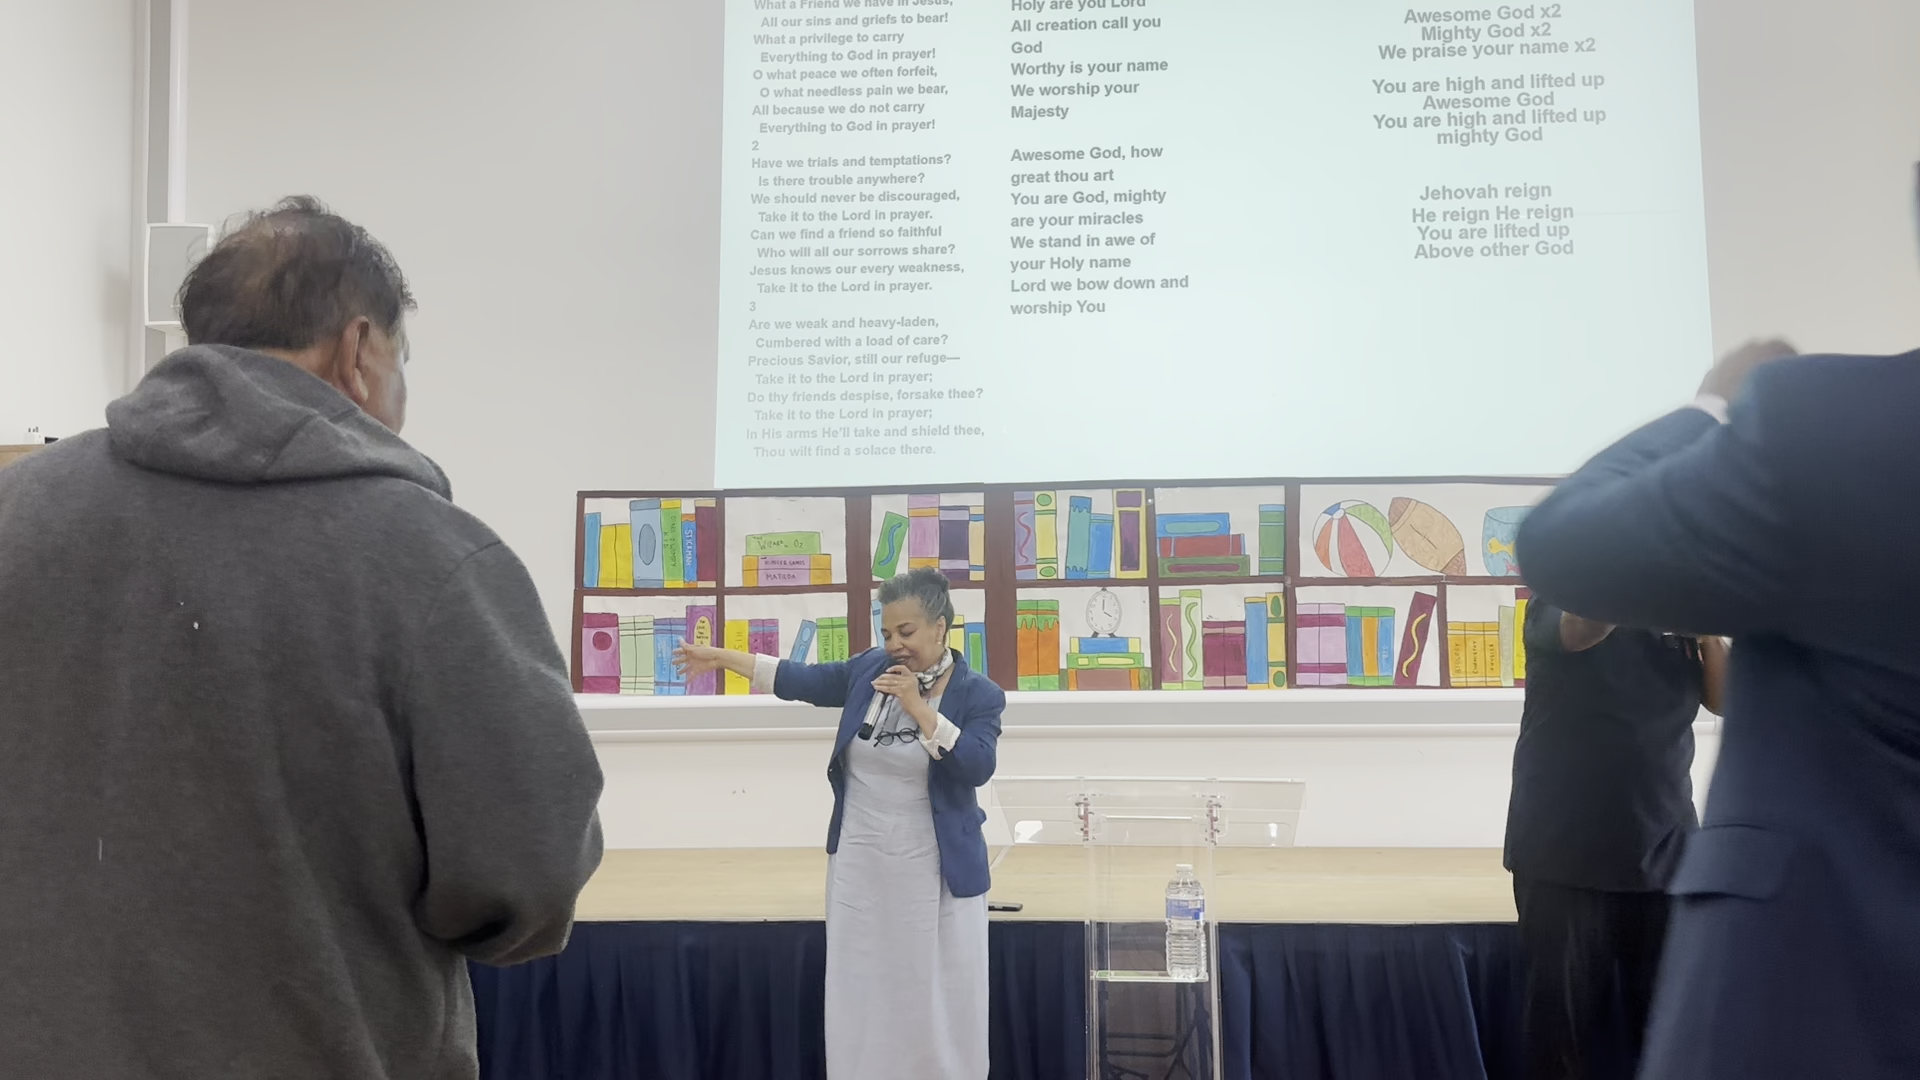 What a Friend we have in Jesus,
All our sins and griefs to bear!
What a privilege to carry
Everything to God in prayer!
O what peace we often forfeit,
O what needless pain we bear,
All because we do not carry
Everything to God in prayer!
2
Have we trials and temptations?
Is there trouble anywhere?
We should never be discouraged,
Take it to the Lord in prayer.
Can we find a friend so faithful
Who will all our sorrows share?
Jesus knows our every weakness,
Take it to the Lord in prayer.
3
Are we weak and heavy-laden,
Cumbered with a load of care?
Precious Savior, still our refuge—
Take it to the Lord in prayer;
Do thy friends despise, forsake thee?
Take it to the Lord in prayer;
In His arms He'll take and shield thee,
Thou wilt find a solace there.
Holy are you Lord
All creation call you
God
Worthy is your name
We worship your
Majesty
Awesome God, how
great thou art
You are God, mighty
are your miracles
We stand in awe of
your Holy name
Lord we bow down and
worship You
Awesome God x2
Mighty God x2
We praise your name x2
You are high and lifted up
Awesome God
You are high and lifted up
mighty God
Jehovah reign
He reign He reign
You are lifted up
Above other God
STICKMAN
WIZARD OZ
HUNGER GAMES
MATILDA
BIOLOGY
CHEMISTRY
PHYSICS